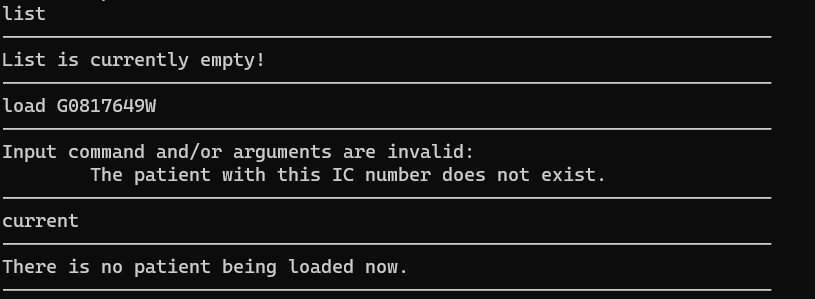 list
List is currently empty!
load G0817649W
Input command and/or arguments are invalid:
The patient with this IC number does not exist.
current
There is no patient being loaded now.